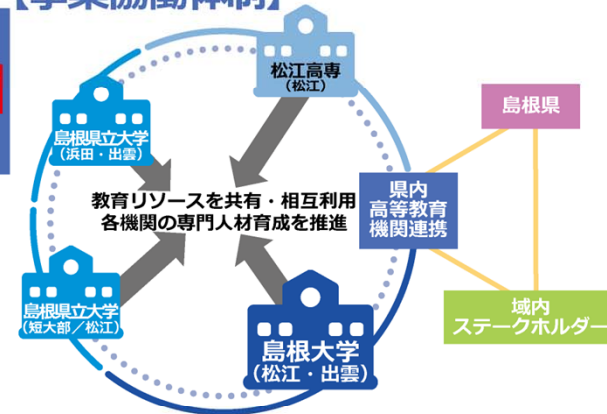 【事業協働体制】
松江高専
（松江）
島根県立大学
（浜田・出雲）
島根県
教育リソースを共有・相互利用
各機関の専門人材育成を推進
県内
高等教育
機関連携
島根県立大学
（短大部／松江）
島根大学
（松江・出雲）
域内
ステークホルダー